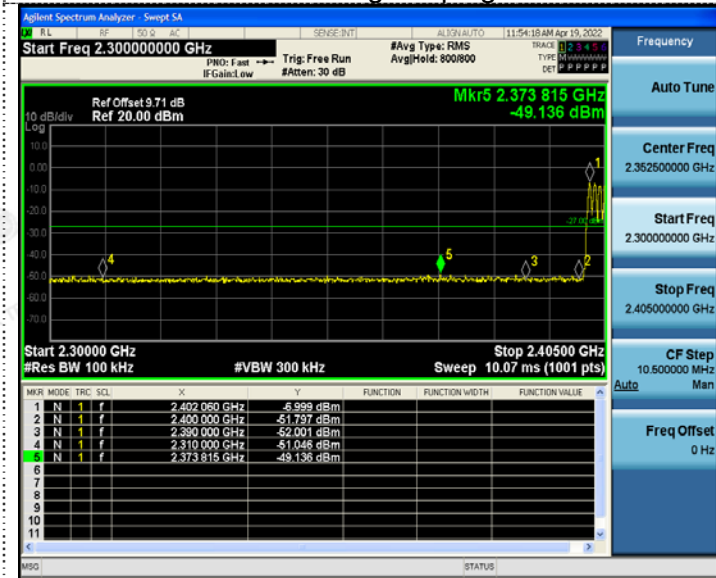 Agilent Spectrum Analyzer - Swept SA
RL RF 50 Ω AC SENSE:INT ALIGN AUTO 11:54:18 AM Apr 19, 2022
Start Freq 2.300000000 GHz #Avg Type: RMS TRACE 1 2 3 4 5 6
PNO: Fast Trig: Free Run Avg|Hold: 800/800 TYPE M
IFGain:Low #Atten: 30 dB DET P P P P P P
Ref Offset 9.71 dB Mkr5 2.373 815 GHz
10 dB/div Ref 20.00 dBm -49.136 dBm
Log
10.0
0.00
-10.0
-20.0
-30.0
-40.0
-50.0
-60.0
-70.0
1
-27.00 dBm
4
5
3
2
Start 2.30000 GHz Stop 2.40500 GHz
#Res BW 100 kHz #VBW 300 kHz Sweep 10.07 ms (1001 pts)
MKR MODE TRC SCL X Y FUNCTION FUNCTION WIDTH FUNCTION VALUE
1 N 1 f 2.402 060 GHz -6.999 dBm
2 N 1 f 2.400 000 GHz -51.797 dBm
3 N 1 f 2.390 000 GHz -52.001 dBm
4 N 1 f 2.310 000 GHz -51.046 dBm
5 N 1 f 2.373 815 GHz -49.136 dBm
6
7
8
9
10
11
MSG STATUS
Frequency
Auto Tune
Center Freq
2.352500000 GHz
Start Freq
2.300000000 GHz
Stop Freq
2.405000000 GHz
CF Step
10.500000 MHz
Auto Man
Freq Offset
0 Hz